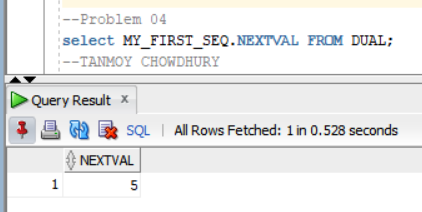 --Problem 04
select MY_FIRST_SEQ.NEXTVAL FROM DUAL;
--TANMOY CHOWDHURY
Query Result x
SQL | All Rows Fetched: 1 in 0.528 seconds
NEXTVAL
1 5